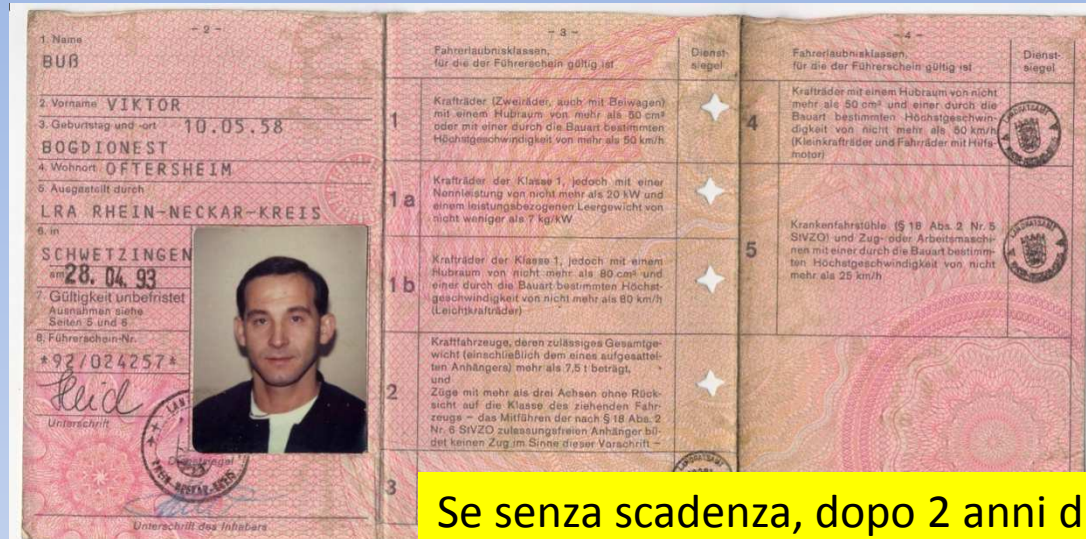 - 2 -
1. Name
BUß
2. Vorname VIKTOR
3. Geburtstag und -ort 10.05.58
BOGDIONEST
4. Wohnort OFTERSHEIM
5. Ausgestellt durch
LRA RHEIN-NECKAR-KREIS
6. in
SCHWETZINGEN
am 28. 04. 93
7. Gültigkeit unbefristet
Ausnahmen siehe
Seiten 5 und 6
8. Führerschein-Nr.
*92/024257*
Unterschrift
Dienstsiegel
RHEIN-NECKAR-KREIS
Unterschrift des Inhabers
- 3 -
Fahrerlaubnisklassen,
für die der Führerschein gültig ist
Dienst-
siegel
1
Krafträder (Zweiräder, auch mit Beiwagen)
mit einem Hubraum von mehr als 50 cm³
oder mit einer durch die Bauart bestimmten
Höchstgeschwindigkeit von mehr als 50 km/h
1a
Krafträder der Klasse 1, jedoch mit einer
Nennleistung von nicht mehr als 20 kW und
einem leistungsbezogenen Leergewicht von
nicht weniger als 7 kg/kW
1b
Krafträder der Klasse 1, jedoch mit einem
Hubraum von nicht mehr als 80 cm³ und
einer durch die Bauart bestimmten Höchst-
geschwindigkeit von nicht mehr als 80 km/h
(Leichtkrafträder)
2
Kraftfahrzeuge, deren zulässiges Gesamtge-
wicht (einschließlich dem eines aufgesattel-
ten Anhängers) mehr als 7,5 t beträgt,
und
Züge mit mehr als drei Achsen ohne Rück-
sicht auf die Klasse des ziehenden Fahr-
zeugs – das Mitführen der nach § 18 Abs. 2
Nr. 6 StVZO zulassungsfreien Anhänger bil-
det keinen Zug im Sinne dieser Vorschrift –
3
- 4 -
Fahrerlaubnisklassen,
für die der Führerschein gültig ist
Dienst-
siegel
4
Krafträder mit einem Hubraum von nicht
mehr als 50 cm³ und einer durch die
Bauart bestimmten Höchstgeschwin-
digkeit von nicht mehr als 50 km/h
(Kleinkrafträder und Fahrräder mit Hilfs-
motor)
5
Krankenfahrstühle (§ 18 Abs. 2 Nr. 5
StVZO) und Zug- oder Arbeitsmaschi-
nen mit einer durch die Bauart bestimm-
ten Höchstgeschwindigkeit von nicht
mehr als 25 km/h
Se senza scadenza, dopo 2 anni d